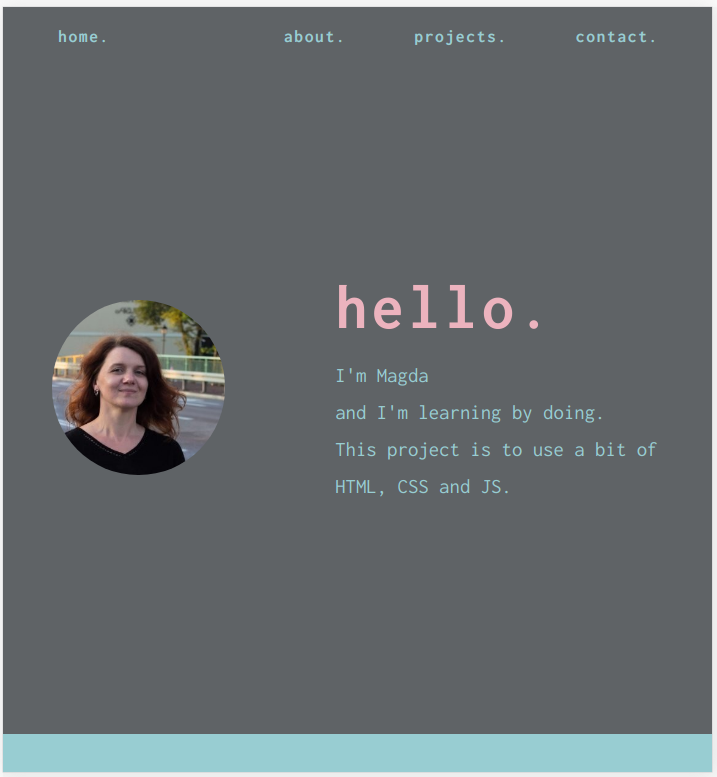 home.
about.
projects.
contact.
hello.
I'm Magda
and I'm learning by doing.
This project is to use a bit of
HTML, CSS and JS.